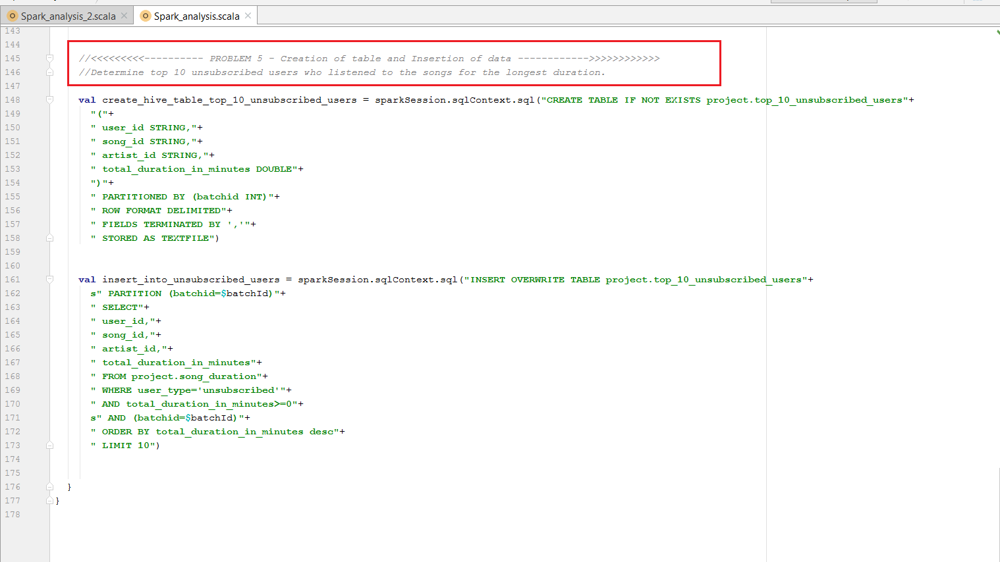 Spark_analysis_2.scala Spark_analysis.scala
143
144
145 //<<<<<<<<<---------- PROBLEM 5 - Creation of table and Insertion of data ------------>>>>>>>>>>>>
146 //Determine top 10 unsubscribed users who listened to the songs for the longest duration.
147
148 val create_hive_table_top_10_unsubscribed_users = sparkSession.sqlContext.sql("CREATE TABLE IF NOT EXISTS project.top_10_unsubscribed_users"+
149 "("+
150 " user_id STRING,"+
151 " song_id STRING,"+
152 " artist_id STRING,"+
153 " total_duration_in_minutes DOUBLE"+
154 ")"+
155 " PARTITIONED BY (batchid INT)"+
156 " ROW FORMAT DELIMITED"+
157 " FIELDS TERMINATED BY ','"+
158 " STORED AS TEXTFILE")
159
160
161 val insert_into_unsubscribed_users = sparkSession.sqlContext.sql("INSERT OVERWRITE TABLE project.top_10_unsubscribed_users"+
162 s" PARTITION (batchid=$batchId)"+
163 " SELECT"+
164 " user_id,"+
165 " song_id,"+
166 " artist_id,"+
167 " total_duration_in_minutes"+
168 " FROM project.song_duration"+
169 " WHERE user_type='unsubscribed'"+
170 " AND total_duration_in_minutes>=0"+
171 s" AND (batchid=$batchId)"+
172 " ORDER BY total_duration_in_minutes desc"+
173 " LIMIT 10")
174
175
176 }
177 }
178